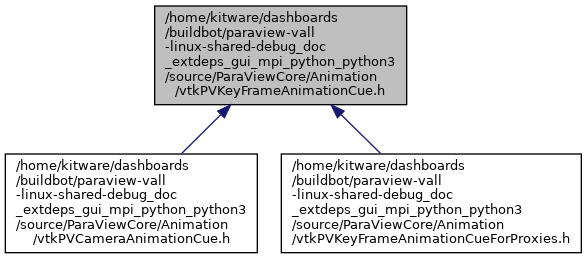 /home/kitware/dashboards
/buildbot/paraview-vall
-linux-shared-debug_doc
_extdeps_gui_mpi_python_python3
/source/ParaViewCore/Animation
/vtkPVKeyFrameAnimationCue.h
/home/kitware/dashboards
/buildbot/paraview-vall
-linux-shared-debug_doc
_extdeps_gui_mpi_python_python3
/source/ParaViewCore/Animation
/vtkPVCameraAnimationCue.h
/home/kitware/dashboards
/buildbot/paraview-vall
-linux-shared-debug_doc
_extdeps_gui_mpi_python_python3
/source/ParaViewCore/Animation
/vtkPVKeyFrameAnimationCueForProxies.h